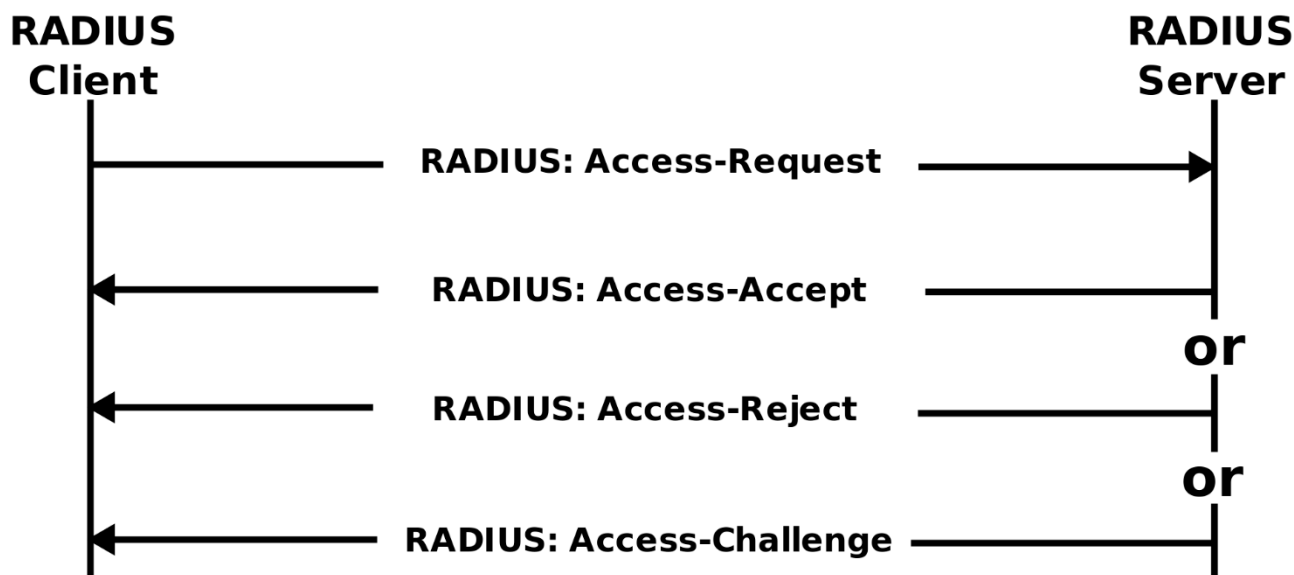 RADIUS
Client
RADIUS
Server
RADIUS: Access-Request
RADIUS: Access-Accept
or
RADIUS: Access-Reject
or
RADIUS: Access-Challenge